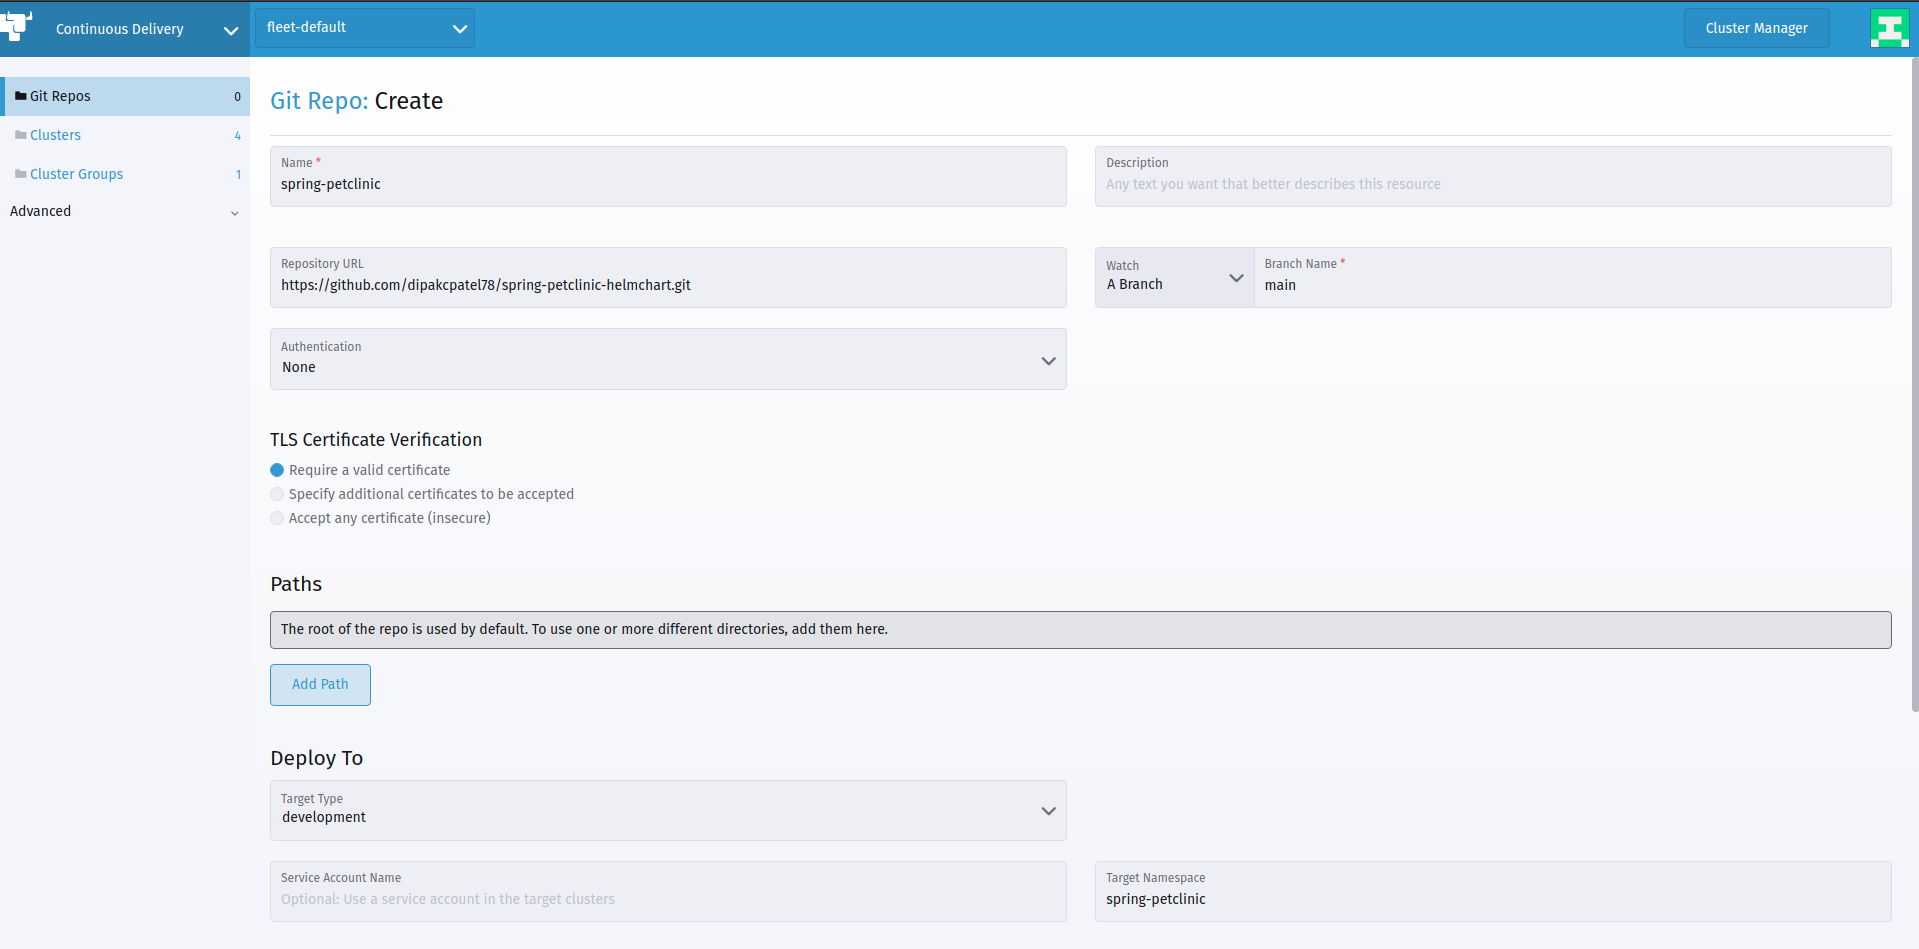 Continuous Delivery
fleet-default
Cluster Manager
Git Repos 0
Clusters 4
Cluster Groups 1
Advanced
Git Repo: Create
Name *
spring-petclinic
Description
Any text you want that better describes this resource
Repository URL
https://github.com/dipakcpatel78/spring-petclinic-helmchart.git
Watch
A Branch
Branch Name *
main
Authentication
None
TLS Certificate Verification
Require a valid certificate
Specify additional certificates to be accepted
Accept any certificate (insecure)
Paths
The root of the repo is used by default. To use one or more different directories, add them here.
Add Path
Deploy To
Target Type
development
Service Account Name
Optional: Use a service account in the target clusters
Target Namespace
spring-petclinic